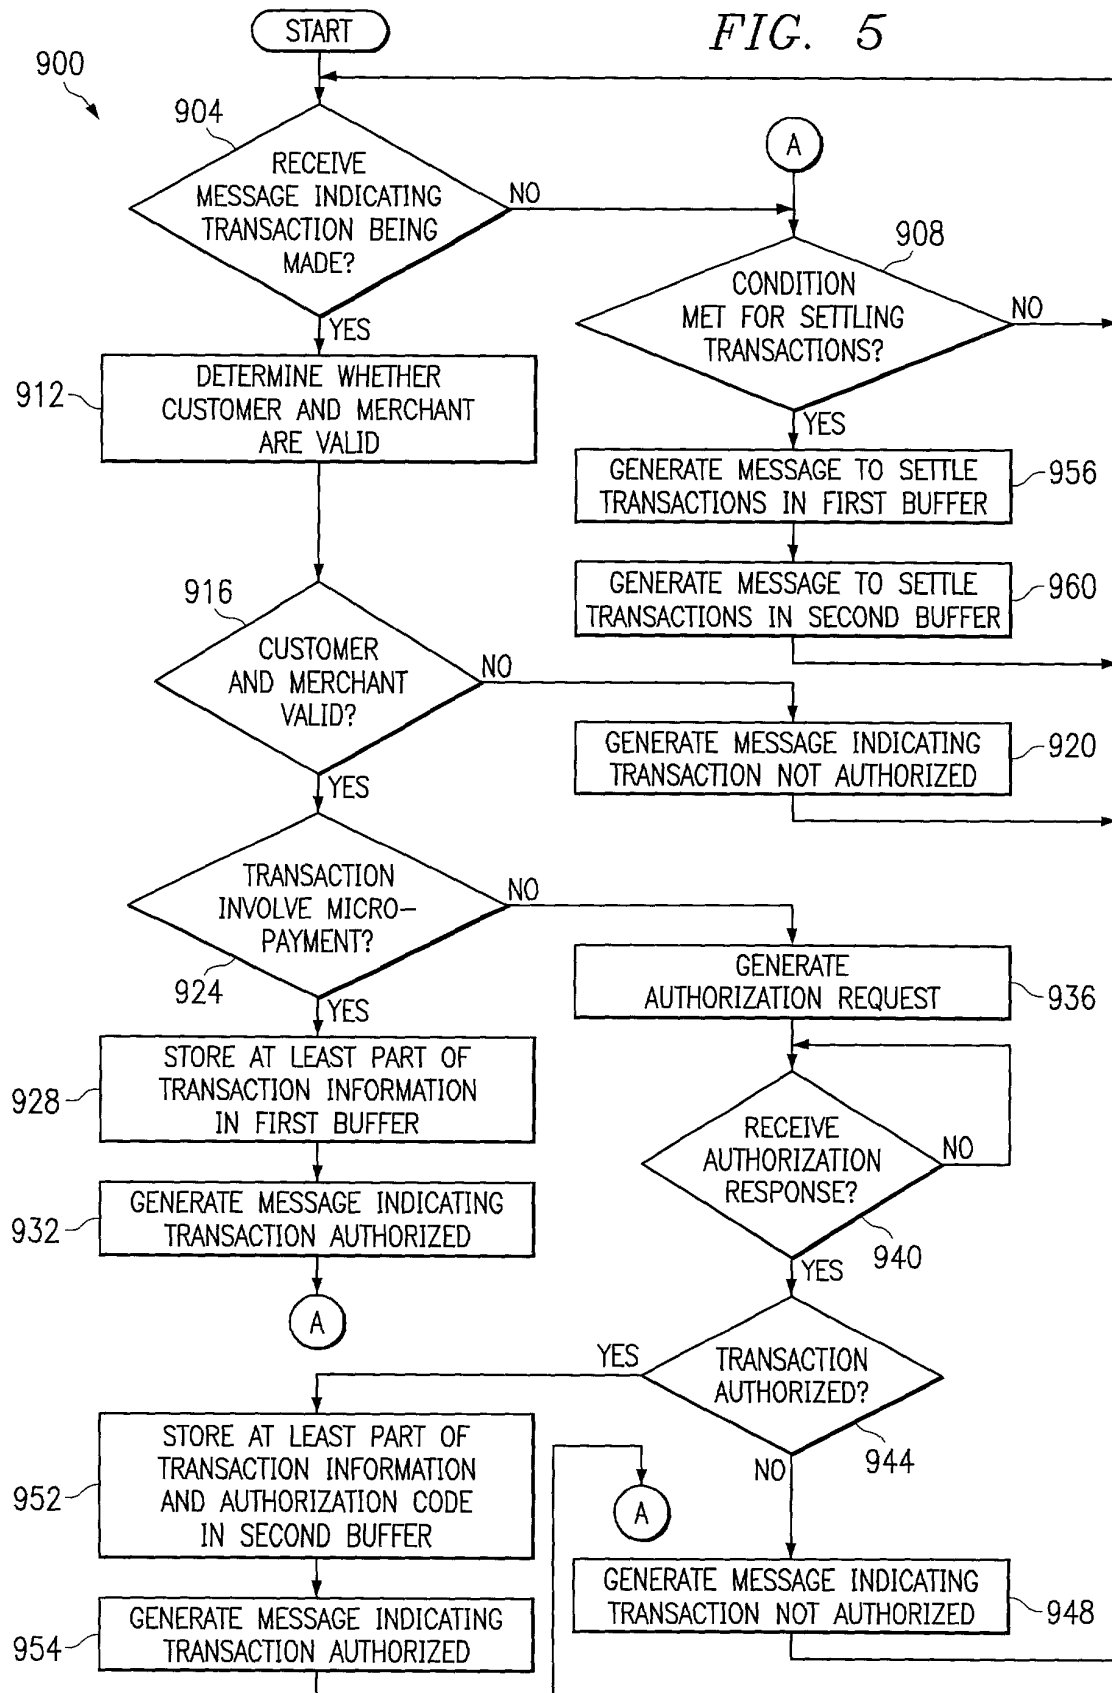 START
FIG. 5
900
904
RECEIVE
MESSAGE INDICATING
TRANSACTION BEING
MADE?
NO
YES
A
908
CONDITION
MET FOR SETTLING
TRANSACTIONS?
NO
YES
912
DETERMINE WHETHER
CUSTOMER AND MERCHANT
ARE VALID
GENERATE MESSAGE TO SETTLE
TRANSACTIONS IN FIRST BUFFER
956
GENERATE MESSAGE TO SETTLE
TRANSACTIONS IN SECOND BUFFER
960
916
CUSTOMER
AND MERCHANT
VALID?
NO
YES
GENERATE MESSAGE INDICATING
TRANSACTION NOT AUTHORIZED
920
TRANSACTION
INVOLVE MICRO-
PAYMENT?
924
NO
YES
GENERATE
AUTHORIZATION REQUEST
936
928
STORE AT LEAST PART OF
TRANSACTION INFORMATION
IN FIRST BUFFER
932
GENERATE MESSAGE INDICATING
TRANSACTION AUTHORIZED
A
RECEIVE
AUTHORIZATION
RESPONSE?
NO
940
YES
TRANSACTION
AUTHORIZED?
944
YES
NO
952
STORE AT LEAST PART OF
TRANSACTION INFORMATION
AND AUTHORIZATION CODE
IN SECOND BUFFER
A
954
GENERATE MESSAGE INDICATING
TRANSACTION AUTHORIZED
GENERATE MESSAGE INDICATING
TRANSACTION NOT AUTHORIZED
948